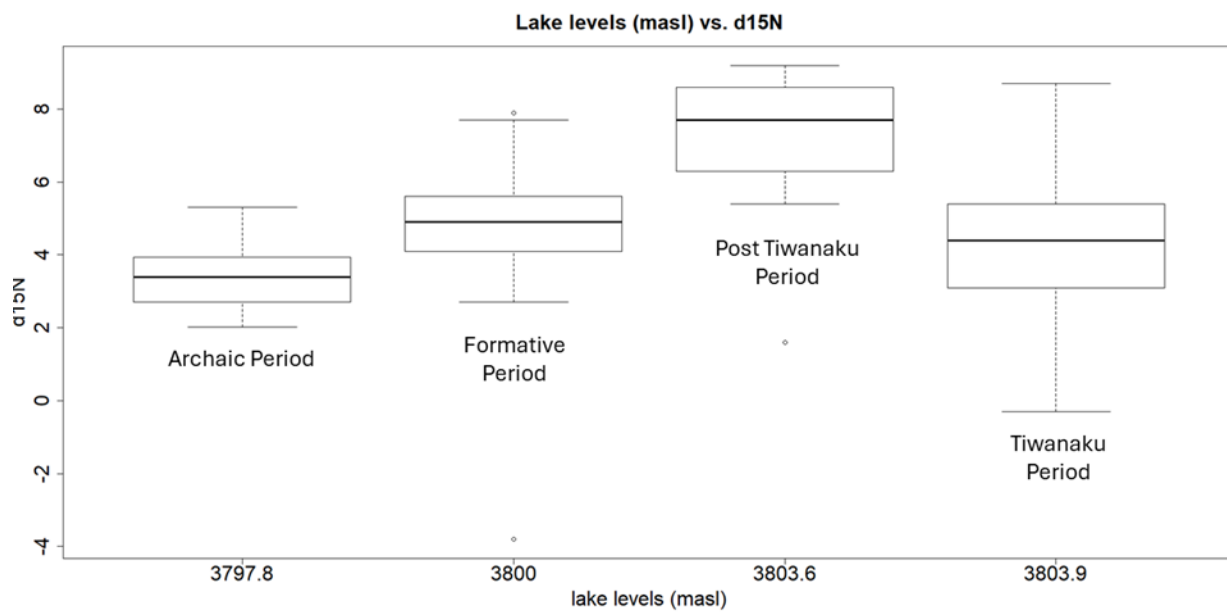 Lake levels (masl) vs. d15N
d15N
8
6
4
2
0
-2
-4
Archaic Period
Formative
Period
Post Tiwanaku
Period
Tiwanaku
Period
3797.8
3800
3803.6
3803.9
lake levels (masl)